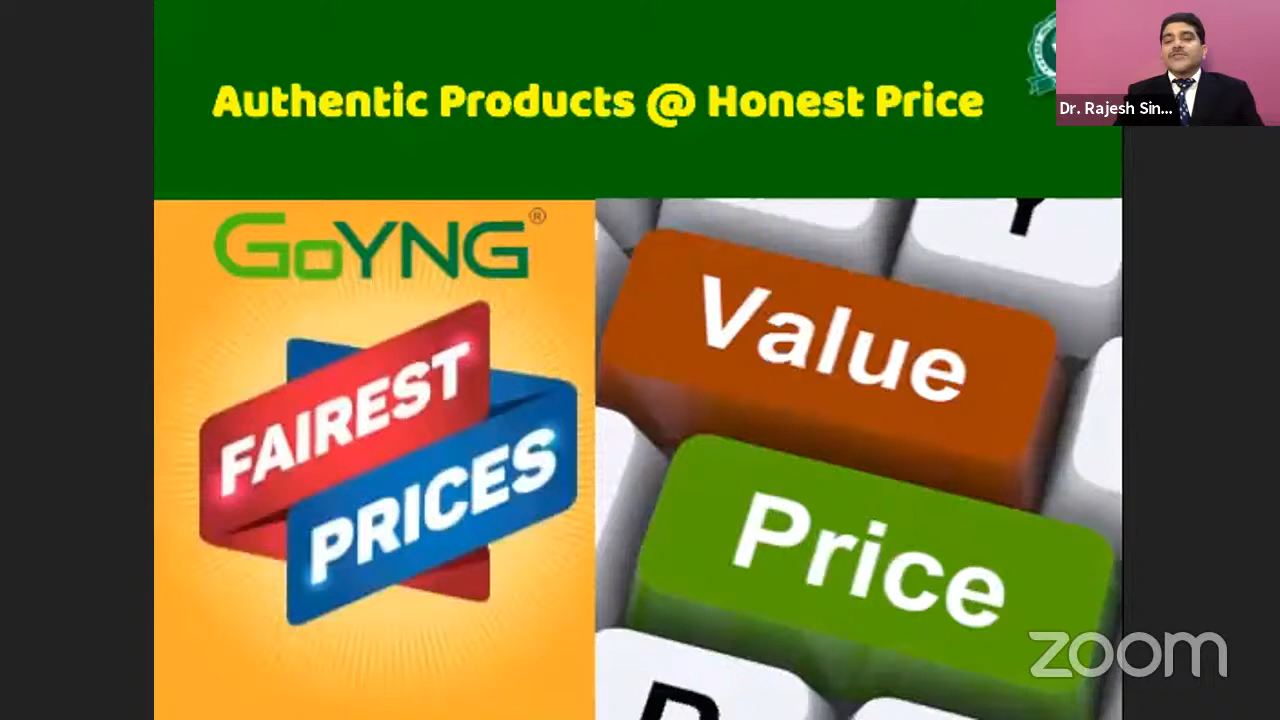 Authentic Products @ Honest Price
Dr. Rajesh Sin...
GoYNG®
FAIREST
PRICES
Y
Value
Price
zoom